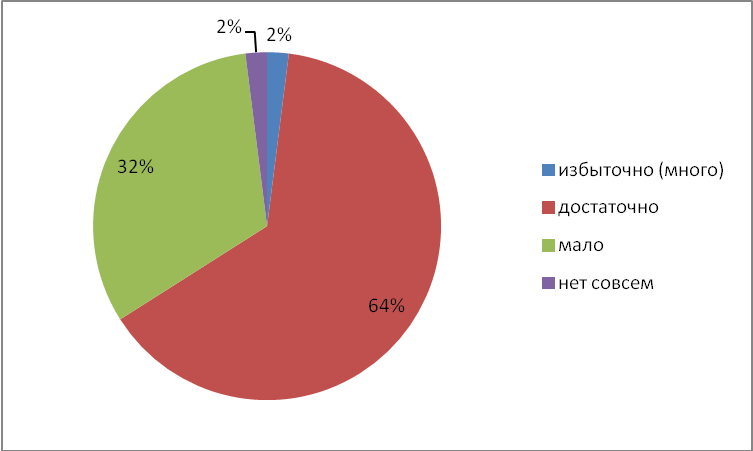 2%
2%
32%
64%
избыточно (много)
достаточно
мало
нет совсем